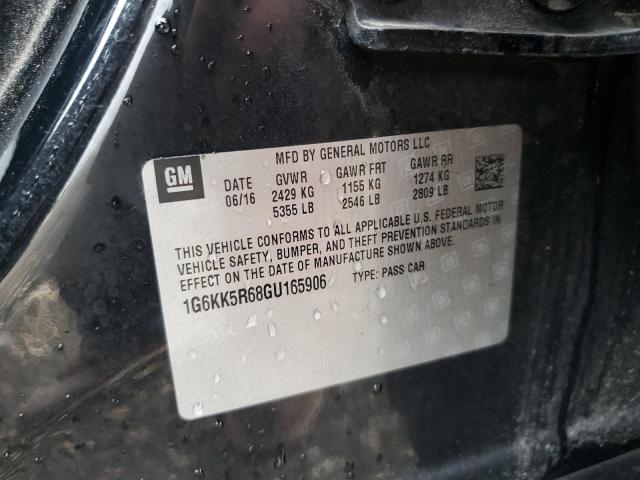 MFD BY GENERAL MOTORS LLC
GM
DATE GVWR GAWR FRT GAWR RR
06/16 2429 KG 1155 KG 1274 KG
5355 LB 2546 LB 2809 LB
THIS VEHICLE CONFORMS TO ALL APPLICABLE U.S. FEDERAL MOTOR
VEHICLE SAFETY, BUMPER, AND THEFT PREVENTION STANDARDS IN
EFFECT ON THE DATE OF MANUFACTURE SHOWN ABOVE.
1G6KK5R68GU165906 TYPE: PASS CAR